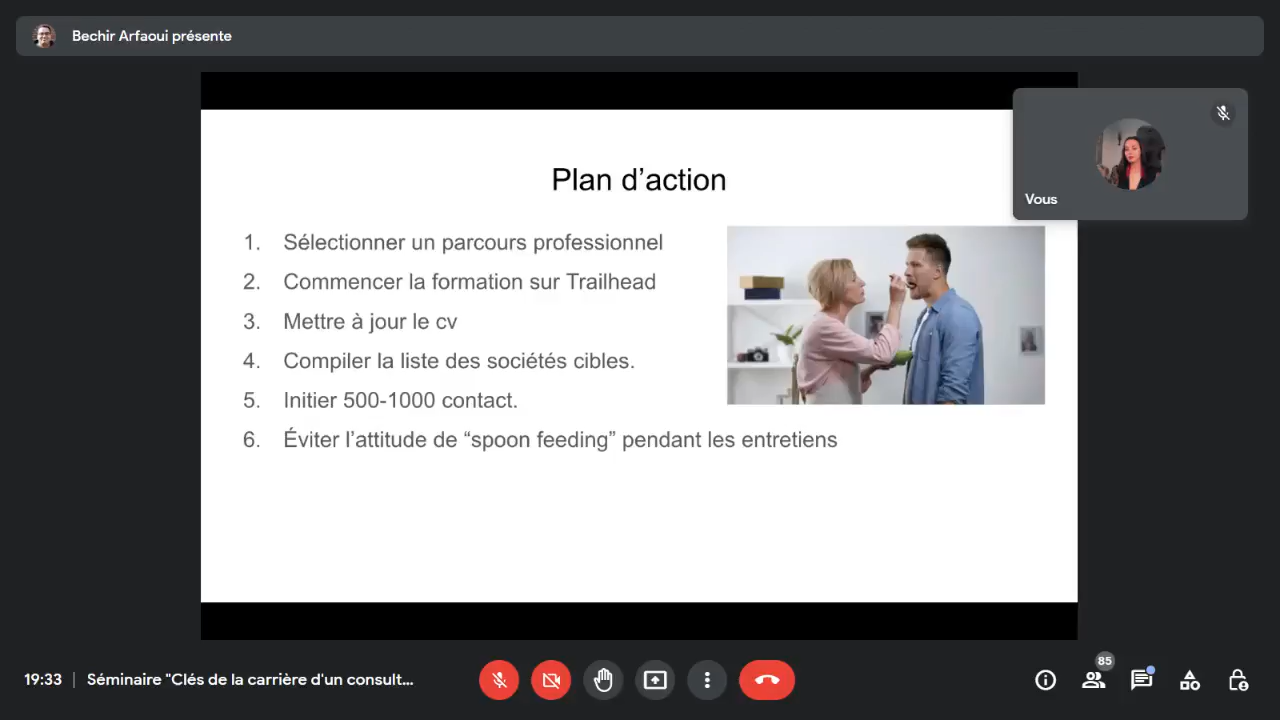 Bechir Arfaoui présente
Vous
Plan d’action
1. Sélectionner un parcours professionnel
2. Commencer la formation sur Trailhead
3. Mettre à jour le cv
4. Compiler la liste des sociétés cibles.
5. Initier 500-1000 contact.
6. Éviter l’attitude de “spoon feeding” pendant les entretiens
85
19:33 | Séminaire "Clés de la carrière d'un consult...